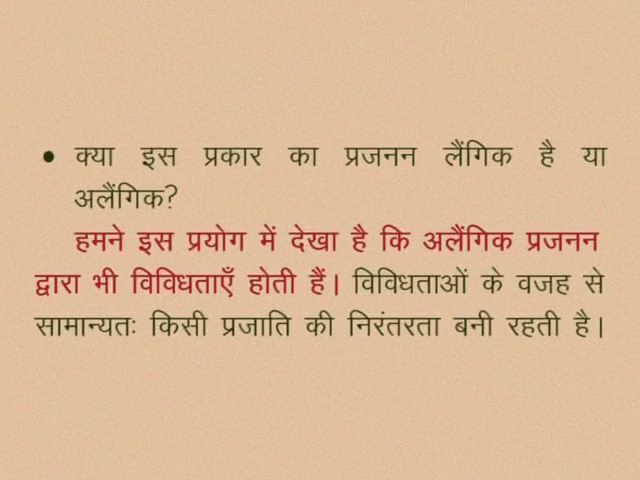 • क्या इस प्रकार का प्रजनन लैंगिक है या
अलैंगिक?
हमने इस प्रयोग में देखा है कि अलैंगिक प्रजनन
द्वारा भी विविधताएँ होती हैं। विविधताओं के वजह से
सामान्यतः किसी प्रजाति की निरंतरता बनी रहती है।